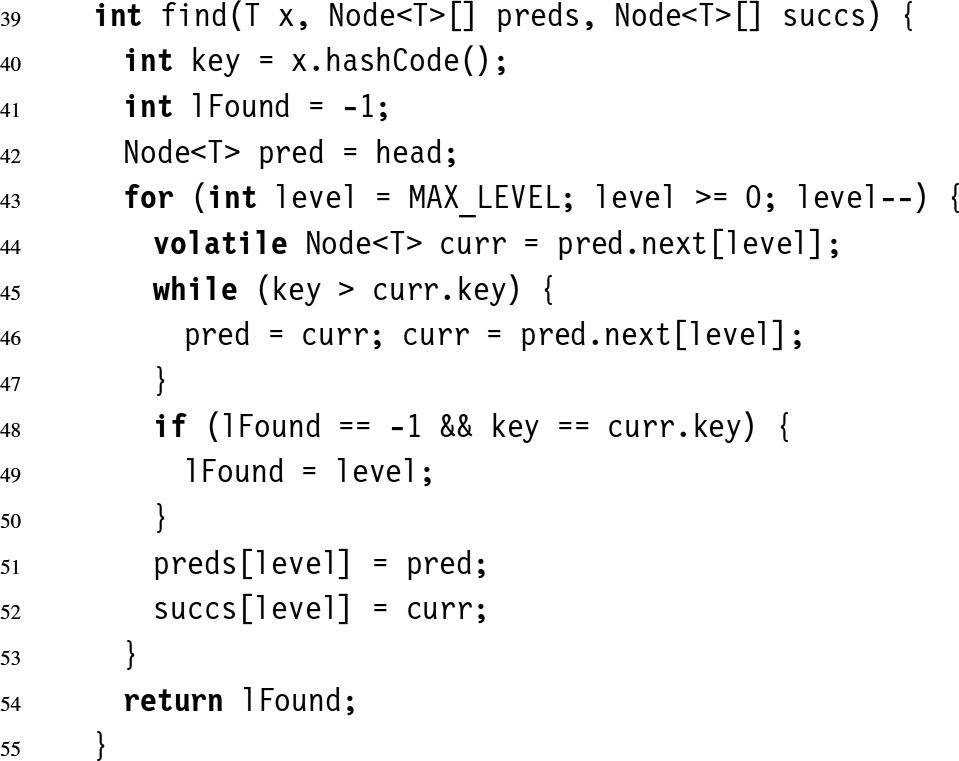 39 int find(T x, Node<T>[] preds, Node<T>[] succs) {
40 int key = x.hashCode();
41 int lFound = -1;
42 Node<T> pred = head;
43 for (int level = MAX_LEVEL; level >= 0; level--) {
44 volatile Node<T> curr = pred.next[level];
45 while (key > curr.key) {
46 pred = curr; curr = pred.next[level];
47 }
48 if (lFound == -1 && key == curr.key) {
49 lFound = level;
50 }
51 preds[level] = pred;
52 succs[level] = curr;
53 }
54 return lFound;
55 }